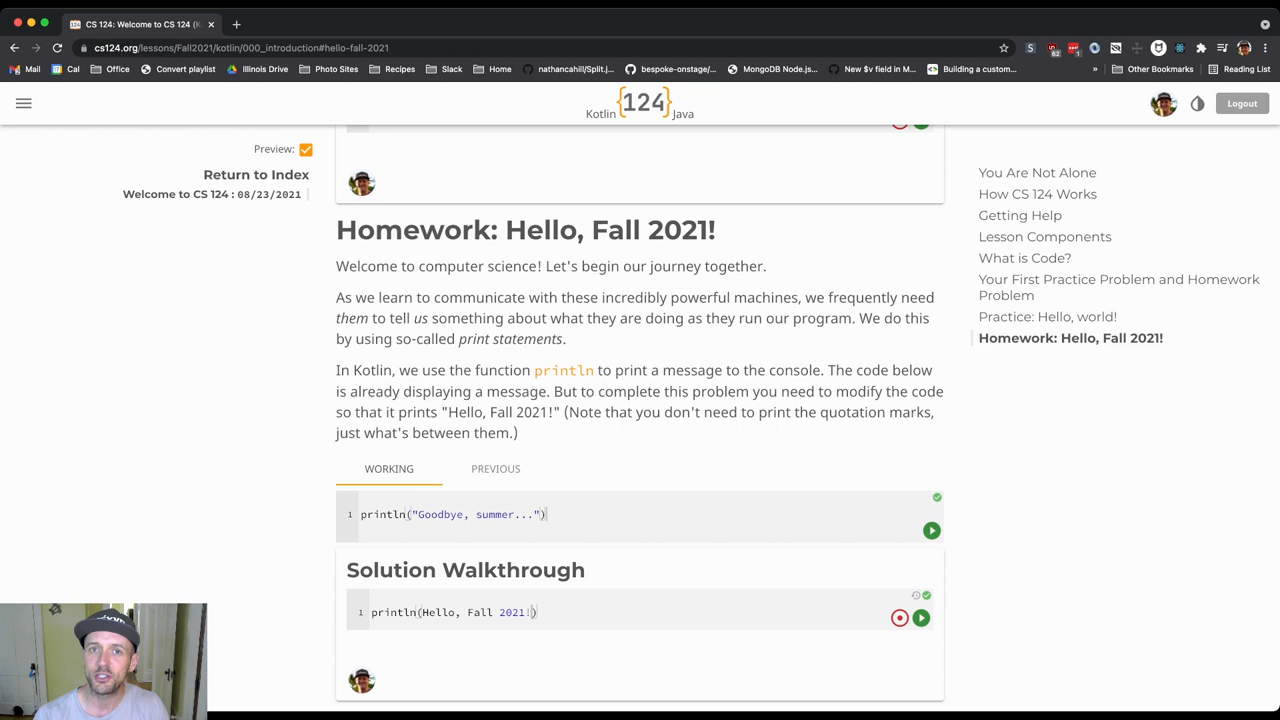 124 CS 124: Welcome to CS 124 (K
cs124.org/lessons/Fall2021/kotlin/000_introduction#hello-fall-2021
Mail Cal Office Convert playlist Illinois Drive Photo Sites Recipes Search Home nathancahill/Split.j... bespoke-onstage/... MongoDB Node.js... New $v field in M... Building a custom... » Other Bookmarks Reading List
Kotlin {124} Java
Logout
Preview:
Return to Index
Welcome to CS 124 : 08/23/2021
Homework: Hello, Fall 2021!
Welcome to computer science! Let's begin our journey together.
As we learn to communicate with these incredibly powerful machines, we frequently need
them to tell us something about what they are doing as they run our program. We do this
by using so-called print statements.
In Kotlin, we use the function println to print a message to the console. The code below
is already displaying a message. But to complete this problem you need to modify the code
so that it prints "Hello, Fall 2021!" (Note that you don't need to print the quotation marks,
just what's between them.)
WORKING PREVIOUS
1 println("Goodbye, summer...")
Solution Walkthrough
1 println(Hello, Fall 2021!)
You Are Not Alone
How CS 124 Works
Getting Help
Lesson Components
What is Code?
Your First Practice Problem and Homework
Problem
Practice: Hello, world!
Homework: Hello, Fall 2021!